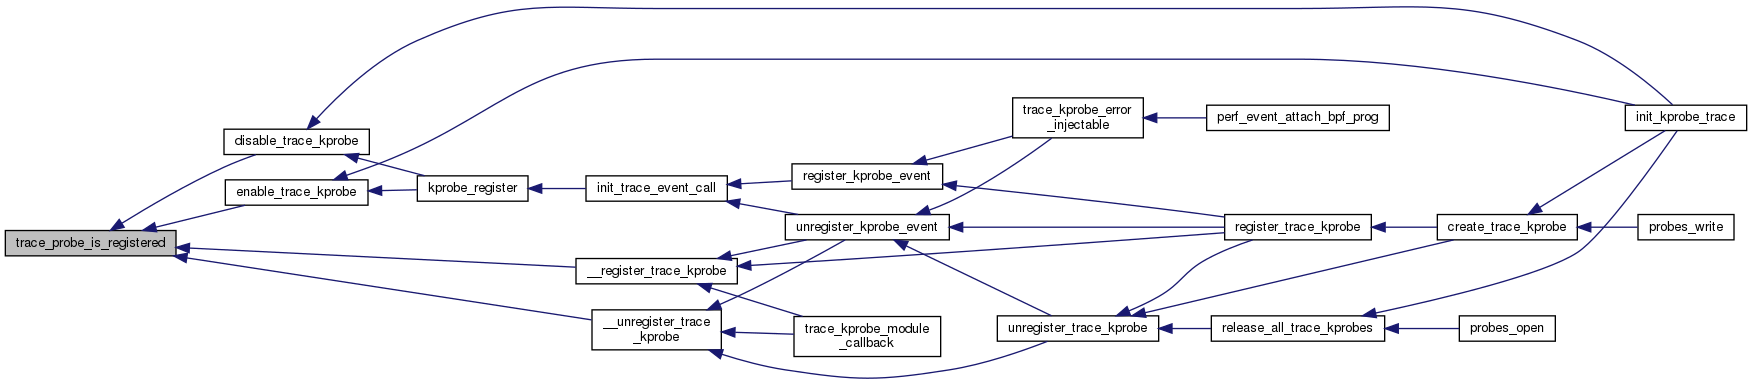 trace_probe_is_registered
disable_trace_kprobe
enable_trace_kprobe
kprobe_register
init_trace_event_call
__register_trace_kprobe
__unregister_trace
_kprobe
register_kprobe_event
unregister_kprobe_event
trace_kprobe_module
_callback
trace_kprobe_error
_injectable
unregister_trace_kprobe
perf_event_attach_bpf_prog
register_trace_kprobe
release_all_trace_kprobes
create_trace_kprobe
probes_open
init_kprobe_trace
probes_write